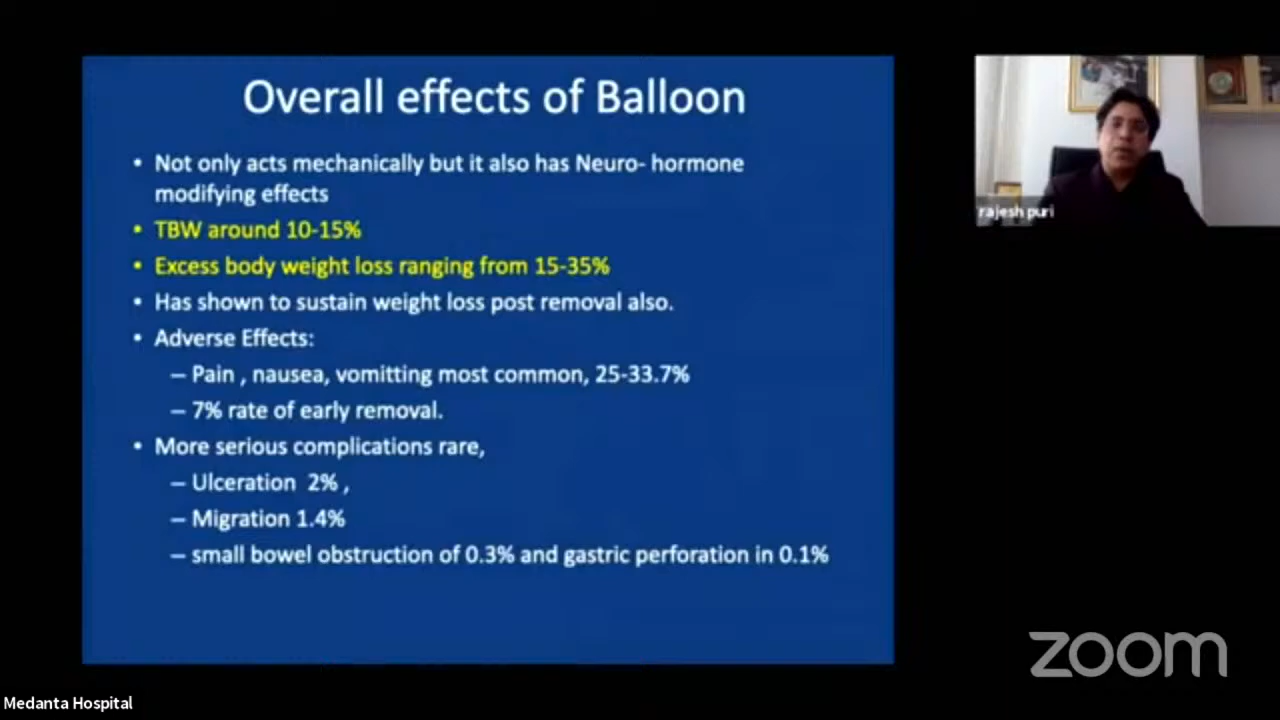 Overall effects of Balloon
• Not only acts mechanically but it also has Neuro- hormone
modifying effects
• TBW around 10-15%
• Excess body weight loss ranging from 15-35%
• Has shown to sustain weight loss post removal also.
• Adverse Effects:
– Pain , nausea, vomitting most common, 25-33.7%
– 7% rate of early removal.
• More serious complications rare,
– Ulceration 2% ,
– Migration 1.4%
– small bowel obstruction of 0.3% and gastric perforation in 0.1%
rajesh puri
zoom
Medanta Hospital